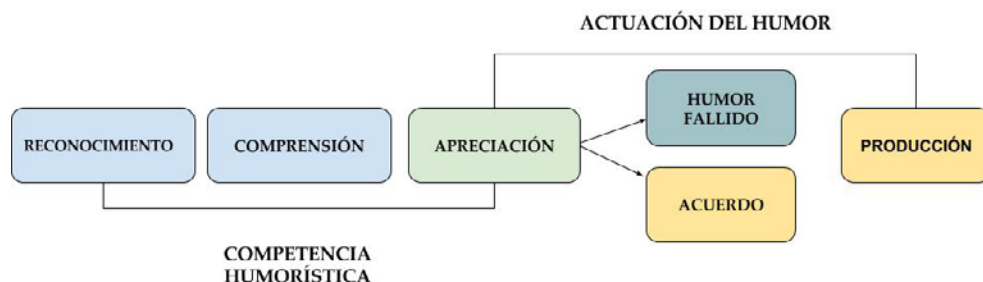 ACTUACIÓN DEL HUMOR
RECONOCIMIENTO
COMPRENSIÓN
APRECIACIÓN
HUMOR
FALLIDO
ACUERDO
PRODUCCIÓN
COMPETENCIA
HUMORÍSTICA